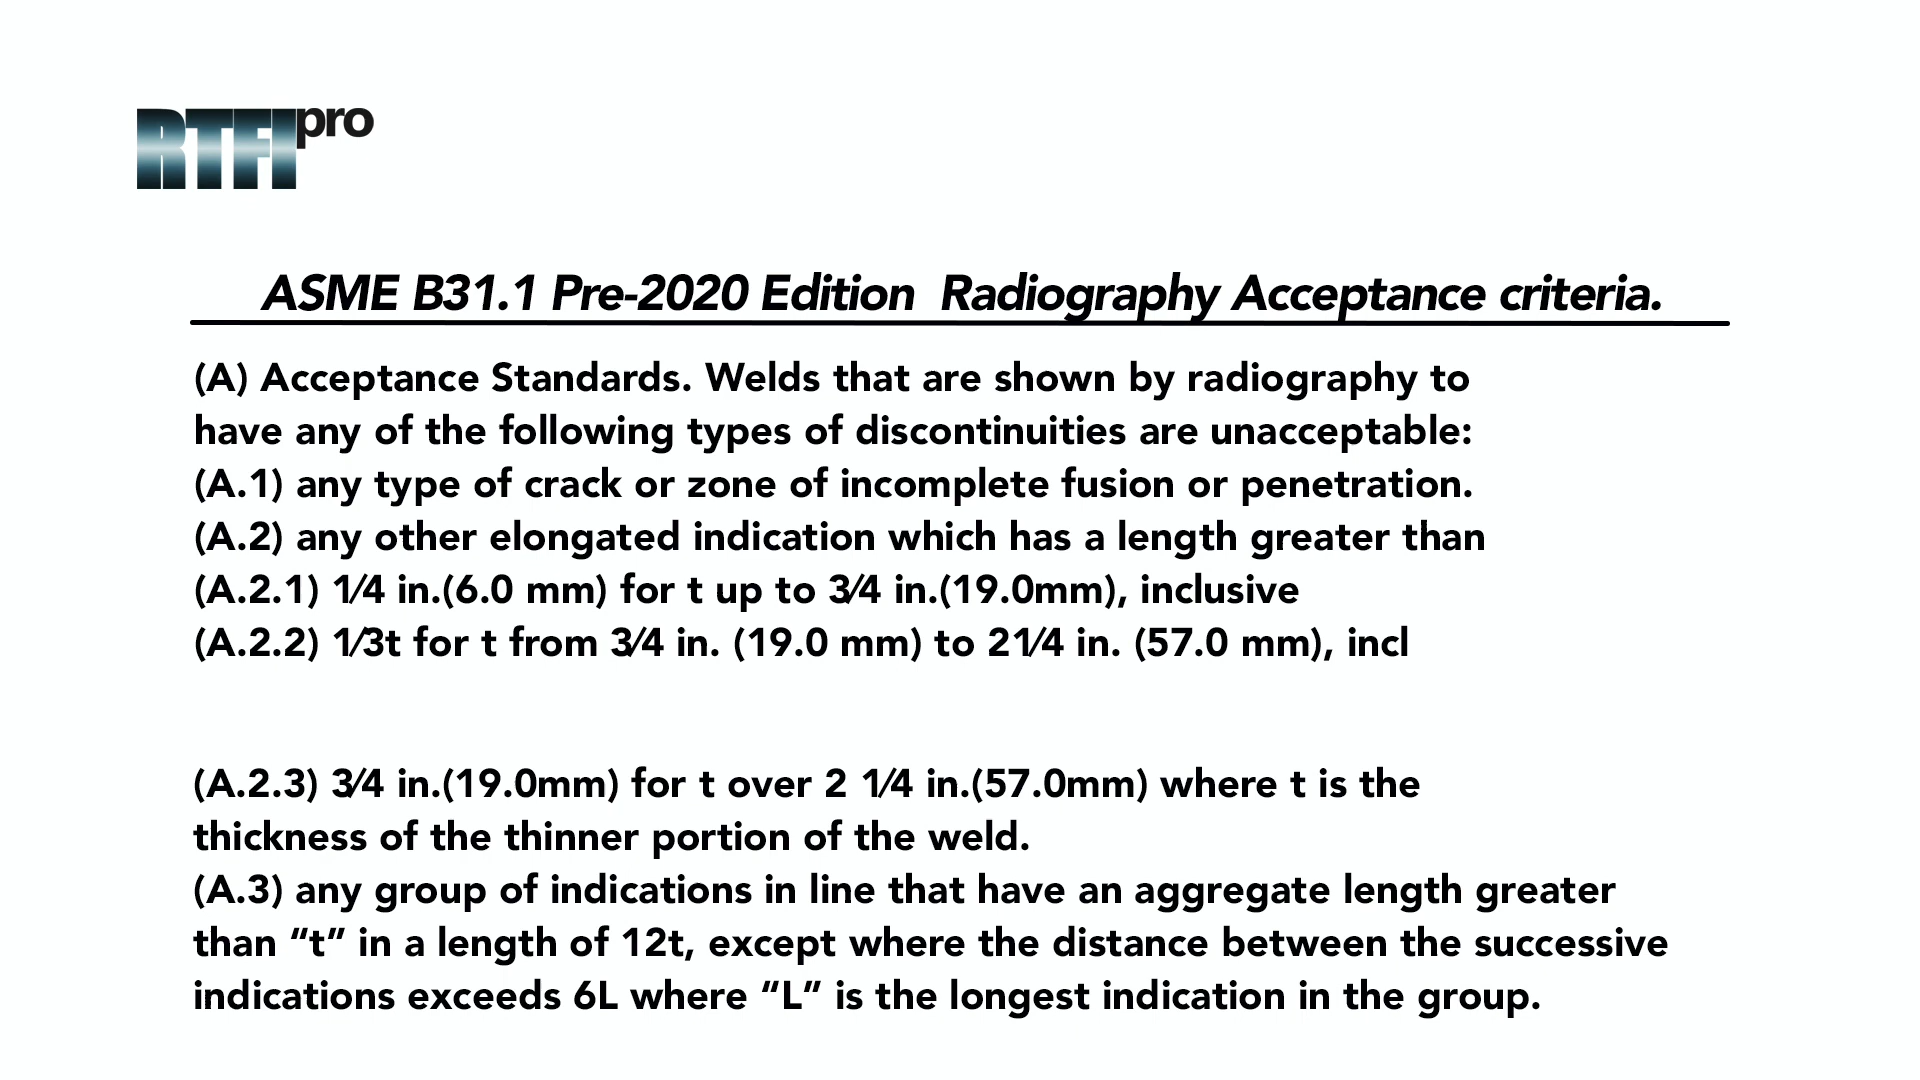 RTFI pro
ASME B31.1 Pre-2020 Edition  Radiography Acceptance criteria.
(A) Acceptance Standards. Welds that are shown by radiography to
have any of the following types of discontinuities are unacceptable:
(A.1) any type of crack or zone of incomplete fusion or penetration.
(A.2) any other elongated indication which has a length greater than
(A.2.1) 1⁄4 in.(6.0 mm) for t up to 3⁄4 in.(19.0mm), inclusive
(A.2.2) 1⁄3t for t from 3⁄4 in. (19.0 mm) to 21⁄4 in. (57.0 mm), incl
(A.2.3) 3⁄4 in.(19.0mm) for t over 2 1⁄4 in.(57.0mm) where t is the
thickness of the thinner portion of the weld.
(A.3) any group of indications in line that have an aggregate length greater
than “t” in a length of 12t, except where the distance between the successive
indications exceeds 6L where “L” is the longest indication in the group.